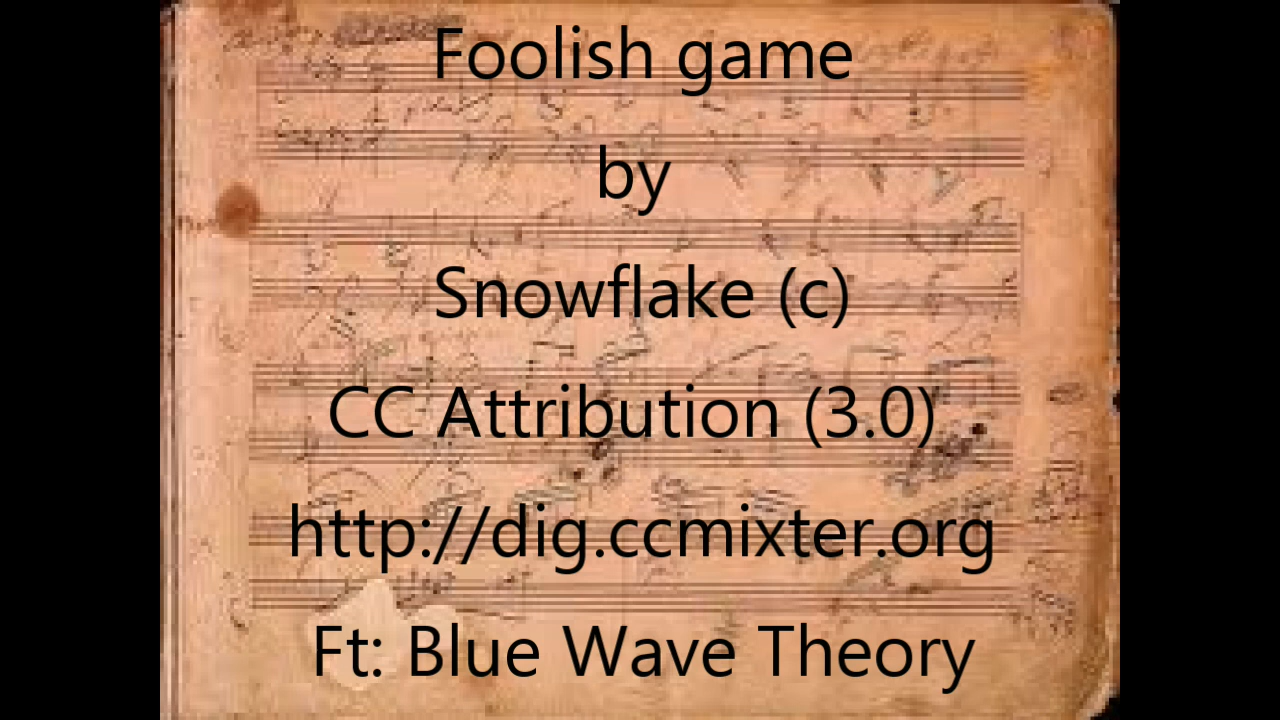 Foolish game
by
Snowflake (c)
CC Attribution (3.0)
http://dig.ccmixter.org
Ft: Blue Wave Theory